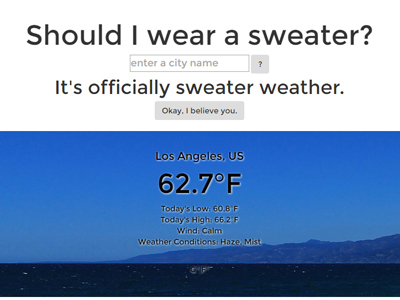 Should I wear a sweater?
enter a city name ?
It's officially sweater weather.
Okay, I believe you.
Los Angeles, US
62.7°F
Today's Low: 60.8°F
Today's High: 66.2°F
Wind: Calm
Weather Conditions: Haze, Mist